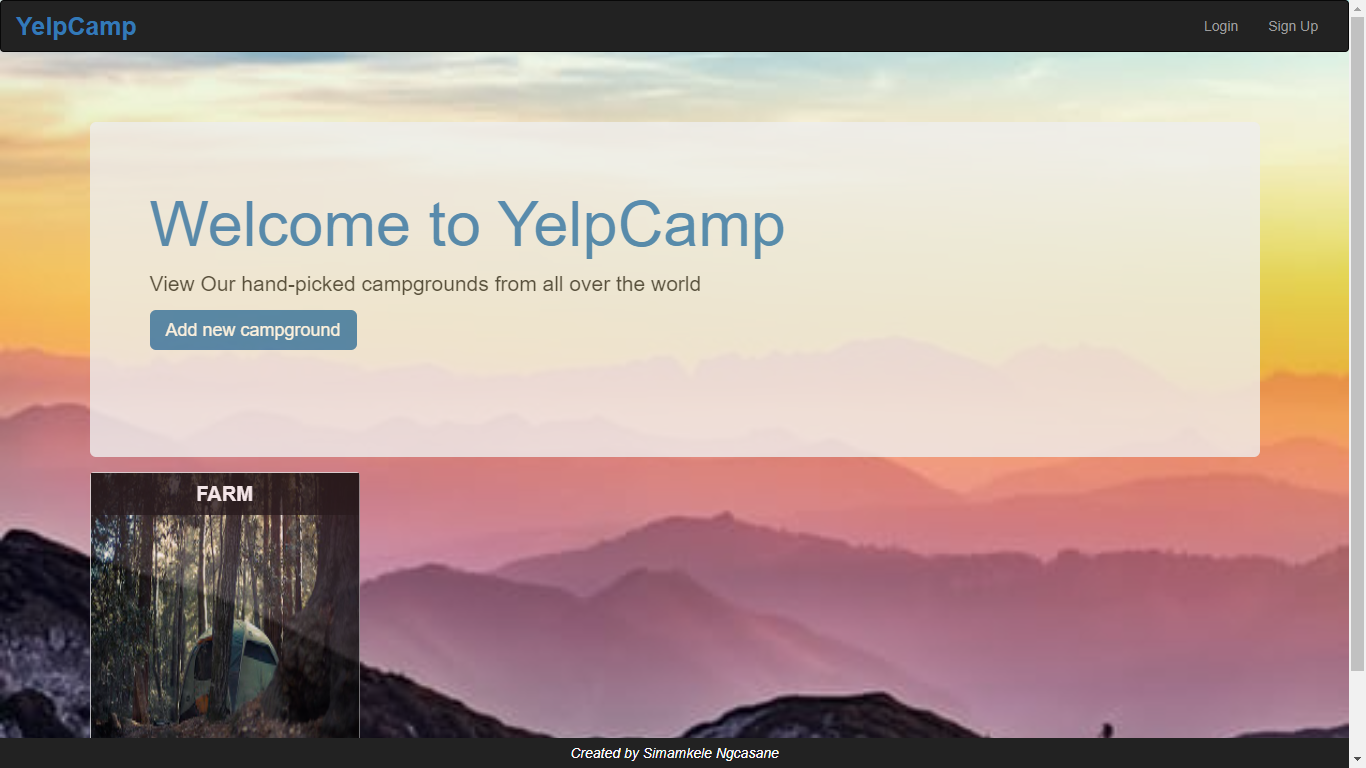 YelpCamp
Login
Sign Up
Welcome to YelpCamp
View Our hand-picked campgrounds from all over the world
Add new campground
FARM
Created by Simamkele Ngcasane